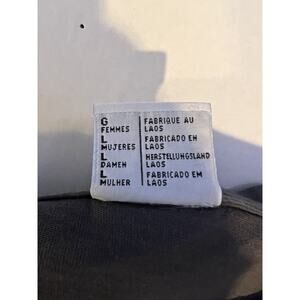 G
FEMMES
FABRIQUE AU
LAOS
L
MUJERES
FABRICADO EN
LAOS
L
DAMEN
HERSTELLUNGSLAND
LAOS
L
MULHER
FABRICADO EM
LAOS